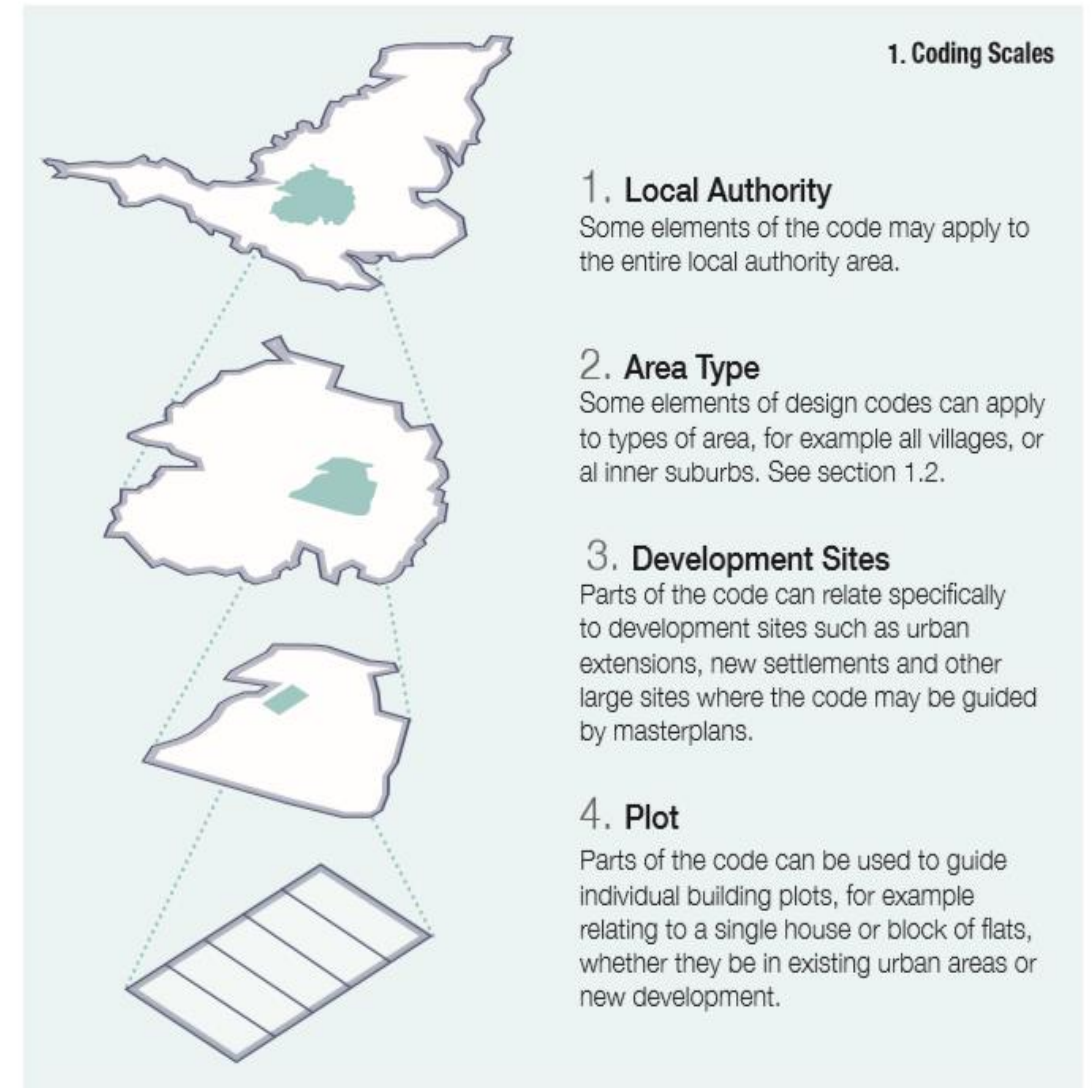 1. Coding Scales
1. Local Authority
Some elements of the code may apply to
the entire local authority area.
2. Area Type
Some elements of design codes can apply
to types of area, for example all villages, or
al inner suburbs. See section 1.2.
3. Development Sites
Parts of the code can relate specifically
to development sites such as urban
extensions, new settlements and other
large sites where the code may be guided
by masterplans.
4. Plot
Parts of the code can be used to guide
individual building plots, for example
relating to a single house or block of flats,
whether they be in existing urban areas or
new development.